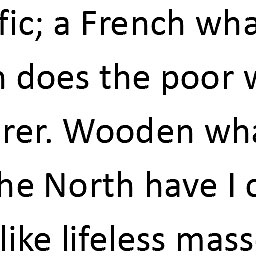 fic; a French wha
does the poor
rer. Wooden wha
he North have I
like lifeless mass